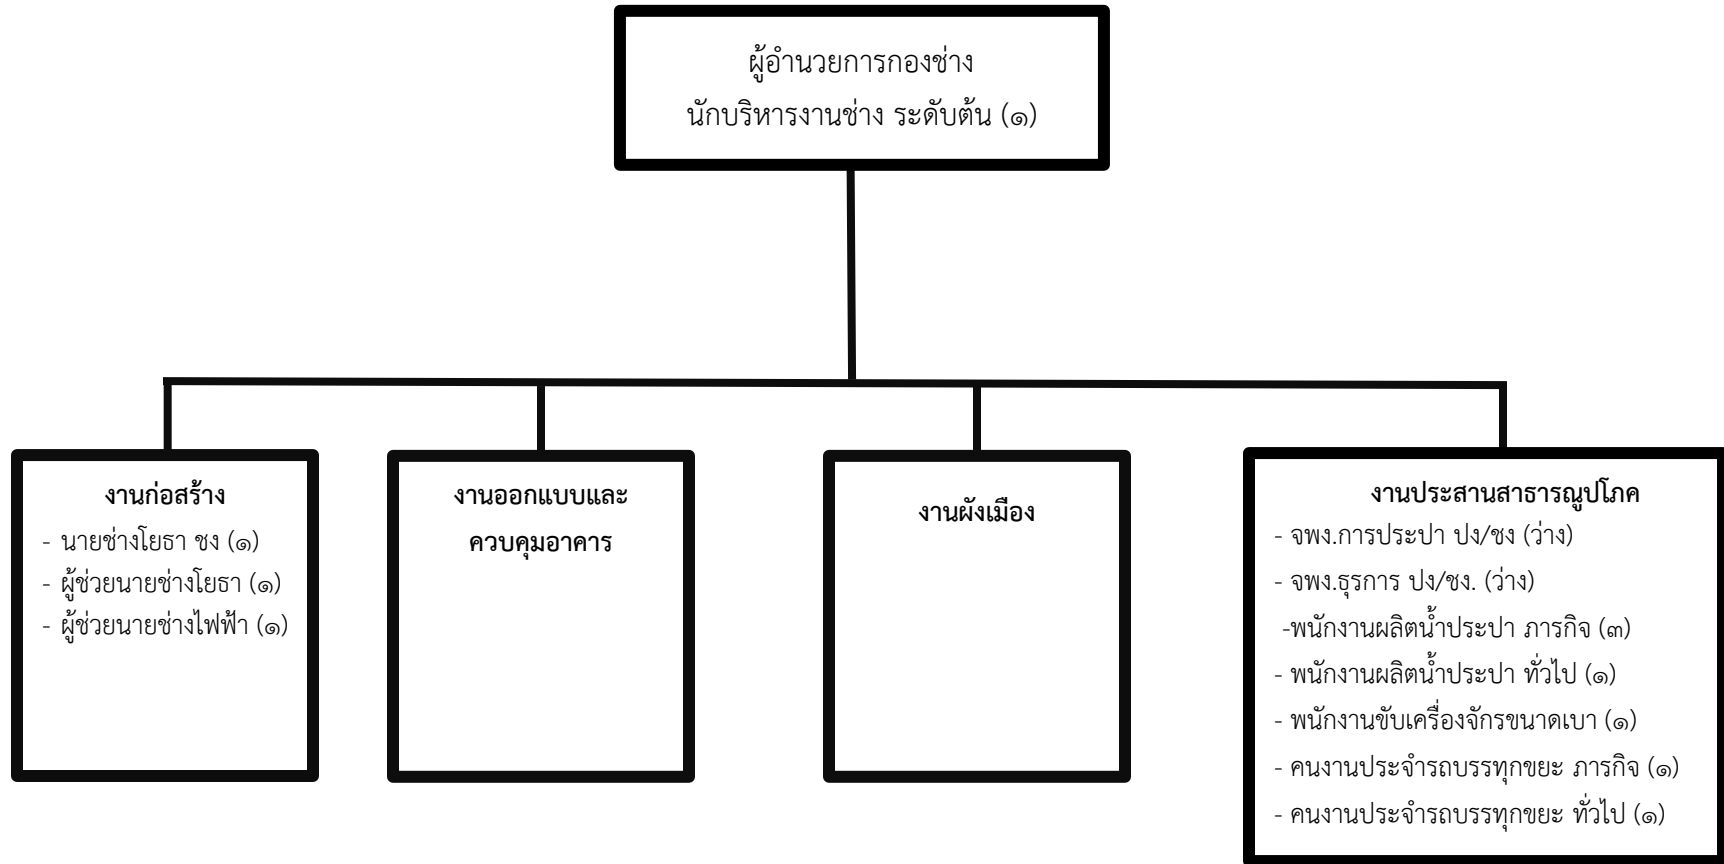 ผู้อำนวยการกองช่าง
นักบริหารงานช่าง ระดับต้น (๑)
งานก่อสร้าง
- นายช่างโยธา ชง (๑)
- ผู้ช่วยนายช่างโยธา (๑)
- ผู้ช่วยนายช่างไฟฟ้า (๑)
งานออกแบบและ
ควบคุมอาคาร
งานผังเมือง
งานประสานสาธารณูปโภค
- จพง.การประปา ปง/ชง (ว่าง)
- จพง.ธุรการ ปง/ชง. (ว่าง)
-พนักงานผลิตน้ำประปา ภารกิจ (๓)
- พนักงานผลิตน้ำประปา ทั่วไป (๑)
- พนักงานขับเครื่องจักรขนาดเบา (๑)
- คนงานประจำรถบรรทุกขยะ ภารกิจ (๑)
- คนงานประจำรถบรรทุกขยะ ทั่วไป (๑)